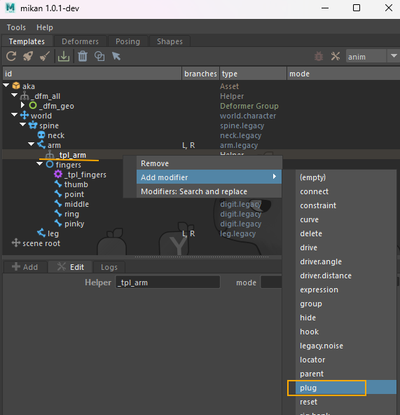 mikan 1.0.1-dev
Tools Help
Templates Deformers Posing Shapes
anim
id branches type mode
aka Asset
_dfm_all Helper
_dfm_geo Deformer Group
world world.character
spine spine.legacy
neck neck.legacy
arm L, R arm.legacy
_tpl_arm Helper
fingers
_tpl_fingers
thumb
point
middle digit.legacy
ring digit.legacy
pinky digit.legacy
leg L, R leg.legacy
scene root
Remove
Add modifier
Modifiers: Search and replace
(empty)
connect
constraint
curve
delete
drive
driver.angle
driver.distance
expression
group
hide
hook
legacy.noise
locator
parent
plug
reset
Add Edit Logs
Helper _tpl_arm mode